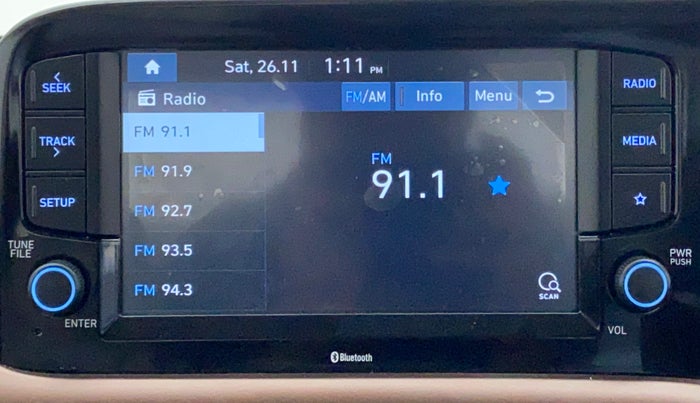 Sat, 26.11 1:11 PM
< SEEK
RADIO
Radio FM/AM Info Menu
FM 91.1
TRACK >
MEDIA
FM 91.9
FM
91.1
SETUP
FM 92.7
TUNE
FILE
FM 93.5
PWR
PUSH
FM 94.3
SCAN
ENTER
VOL
Bluetooth